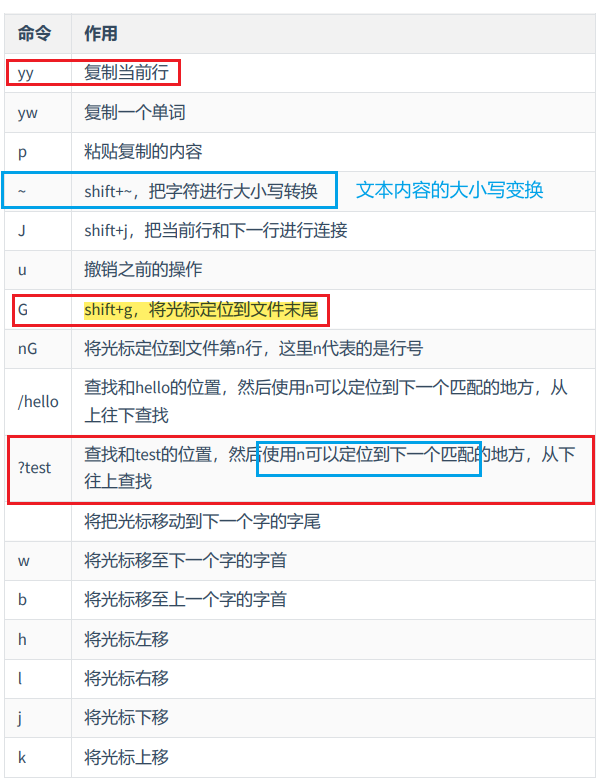 命令 作用
yy 复制当前行
yw 复制一个单词
p 粘贴复制的内容
~ shift+~，把字符进行大小写转换 文本内容的大小写变换
J shift+j，把当前行和下一行进行连接
u 撤销之前的操作
G shift+g，将光标定位到文件末尾
nG 将光标定位到文件第n行，这里n代表的是行号
/hello 查找和hello的位置，然后使用n可以定位到下一个匹配的地方，从
上往下查找
?test 查找和test的位置，然后使用n可以定位到下一个匹配的地方，从下
往上查找
将把光标移动到下一个字的字尾
w 将光标移至下一个字的字首
b 将光标移至上一个字的字首
h 将光标左移
l 将光标右移
j 将光标下移
k 将光标上移